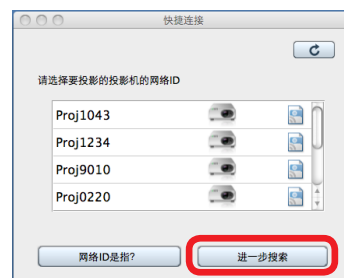 快捷连接
请选择要投影的投影机的网络ID
Proj1043
Proj1234
Proj9010
Proj0220
网络ID是指?
进一步搜索